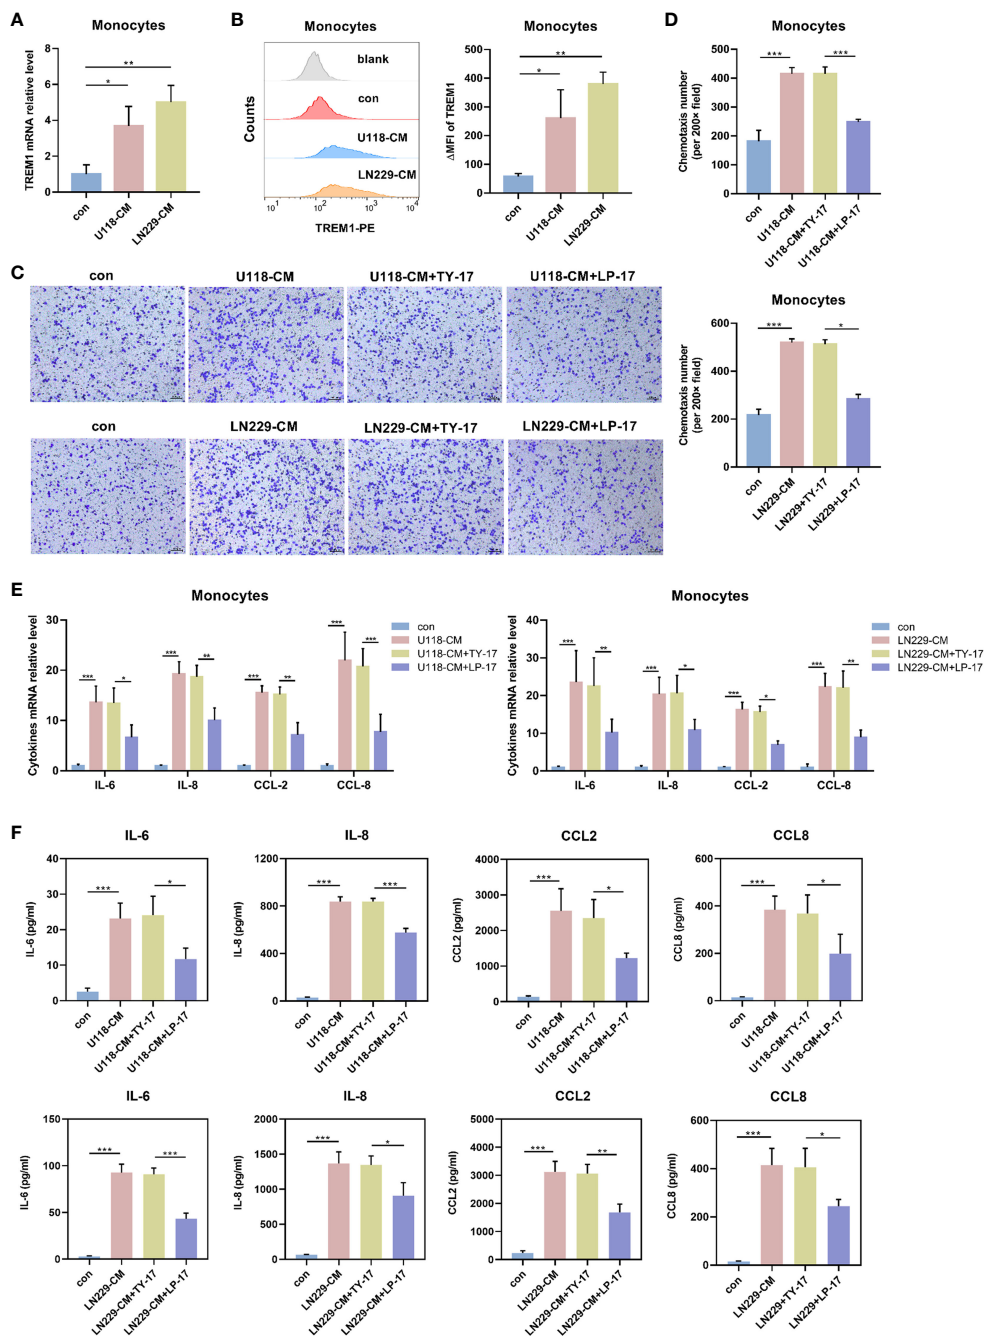 A
Monocytes
TREM1 mRNA relative level
8
6
4
2
0
*
**
con
U118-CM
LN229-CM
B
Monocytes
Counts
blank
con
U118-CM
LN229-CM
10¹ 10² 10³ 10⁴
TREM1-PE
Monocytes
ΔMFI of TREM1
500
400
300
200
100
0
*
**
con
U118-CM
LN229-CM
D
Monocytes
Chemotaxis number
(per 200× field)
500
400
300
200
100
0
*** ***
con
U118-CM
U118-CM+TY-17
U118-CM+LP-17
Monocytes
Chemotaxis number
(per 200× field)
600
400
200
0
*** *
con
LN229-CM
LN229+TY-17
LN229+LP-17
C
con U118-CM U118-CM+TY-17 U118-CM+LP-17
con LN229-CM LN229-CM+TY-17 LN229-CM+LP-17
E
Monocytes
Cytokines mRNA relative level
30
20
10
0
*** * *** ** *** ** *** ***
IL-6 IL-8 CCL-2 CCL-8
con
U118-CM
U118-CM+TY-17
U118-CM+LP-17
Monocytes
Cytokines mRNA relative level
40
30
20
10
0
*** ** *** * *** * *** **
IL-6 IL-8 CCL-2 CCL-8
con
LN229-CM
LN229-CM+TY-17
LN229-CM+LP-17
F
IL-6
IL-6 (pg/ml)
40
30
20
10
0
*** *
con
U118-CM
U118-CM+TY-17
U118-CM+LP-17
IL-8
IL-8 (pg/ml)
1200
800
400
0
*** ***
con
U118-CM
U118-CM+TY-17
U118-CM+LP-17
CCL2
CCL2 (pg/ml)
4000
3000
2000
1000
0
*** *
con
U118-CM
U118-CM+TY-17
U118-CM+LP-17
CCL8
CCL8 (pg/ml)
600
400
200
0
*** *
con
U118-CM
U118-CM+TY-17
U118-CM+LP-17
IL-6
IL-6 (pg/ml)
150
100
50
0
*** ***
con
LN229-CM
LN229-CM+TY-17
LN229-CM+LP-17
IL-8
IL-8 (pg/ml)
2000
1500
1000
500
0
*** *
con
LN229-CM
LN229-CM+TY-17
LN229-CM+LP-17
CCL2
CCL2 (pg/ml)
5000
4000
3000
2000
1000
0
*** **
con
LN229-CM
LN229-CM+TY-17
LN229-CM+LP-17
CCL8
CCL8 (pg/ml)
600
400
200
0
*** *
con
LN229-CM
LN229+TY-17
LN229+LP-17